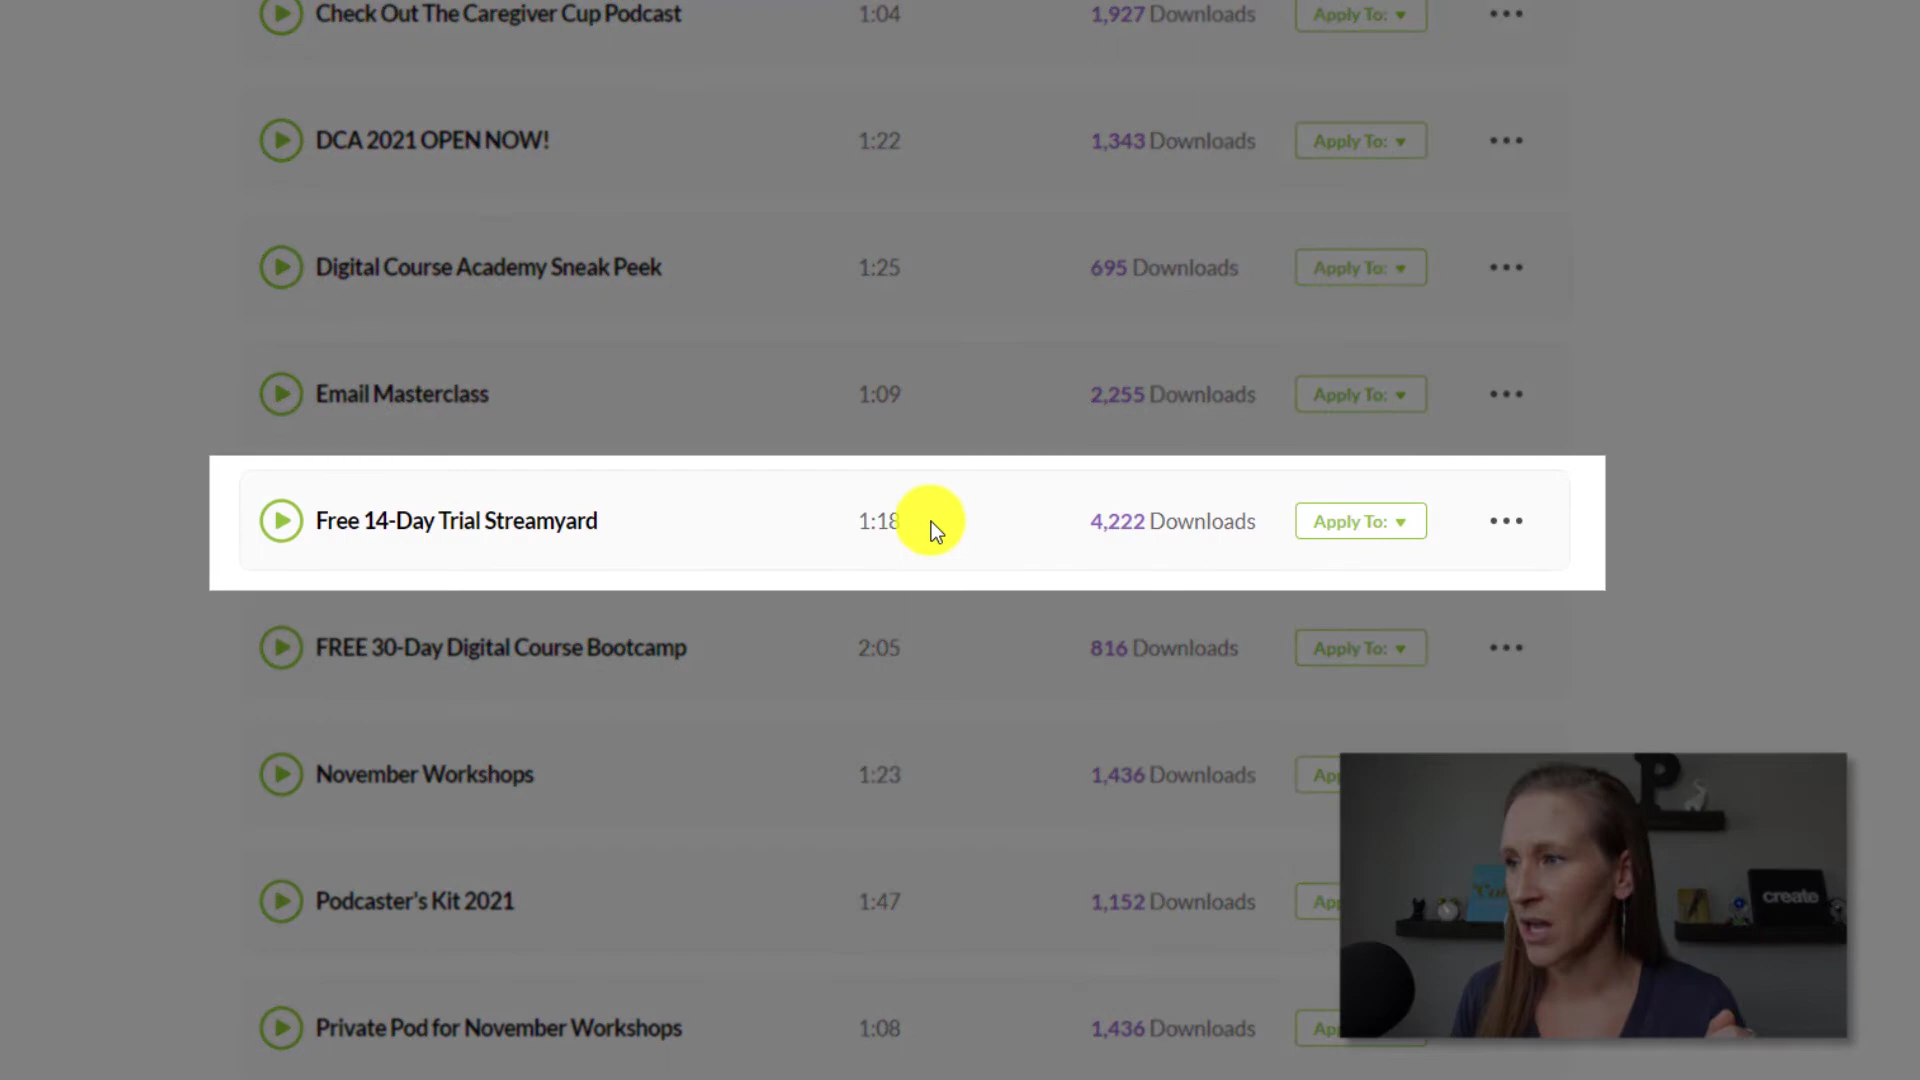 Check Out The Caregiver Cup Podcast 1:04 1,927 Downloads Apply To:
DCA 2021 OPEN NOW! 1:22 1,343 Downloads Apply To:
Digital Course Academy Sneak Peek 1:25 695 Downloads Apply To:
Email Masterclass 1:09 2,255 Downloads Apply To:
Free 14-Day Trial Streamyard 1:18 4,222 Downloads Apply To:
FREE 30-Day Digital Course Bootcamp 2:05 816 Downloads Apply To:
November Workshops 1:23 1,436 Downloads
Podcaster's Kit 2021 1:47 1,152 Downloads
Private Pod for November Workshops 1:08 1,436 Downloads
P
create